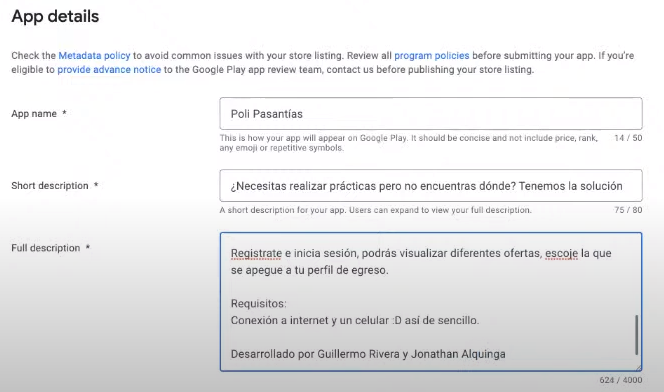 App details
Check the Metadata policy to avoid common issues with your store listing. Review all program policies before submitting your app. If you're
eligible to provide advance notice to the Google Play app review team, contact us before publishing your store listing.
App name *
Poli Pasantías
This is how your app will appear on Google Play. It should be concise and not include price, rank,
any emoji or repetitive symbols.
14 / 50
Short description *
¿Necesitas realizar prácticas pero no encuentras dónde? Tenemos la solución
A short description for your app. Users can expand to view your full description.
75 / 80
Full description *
Registrate e inicia sesión, podrás visualizar diferentes ofertas, escoje la que
se apegue a tu perfil de egreso.
Requisitos:
Conexión a internet y un celular :D así de sencillo.
Desarrollado por Guillermo Rivera y Jonathan Alquinga
624 / 4000